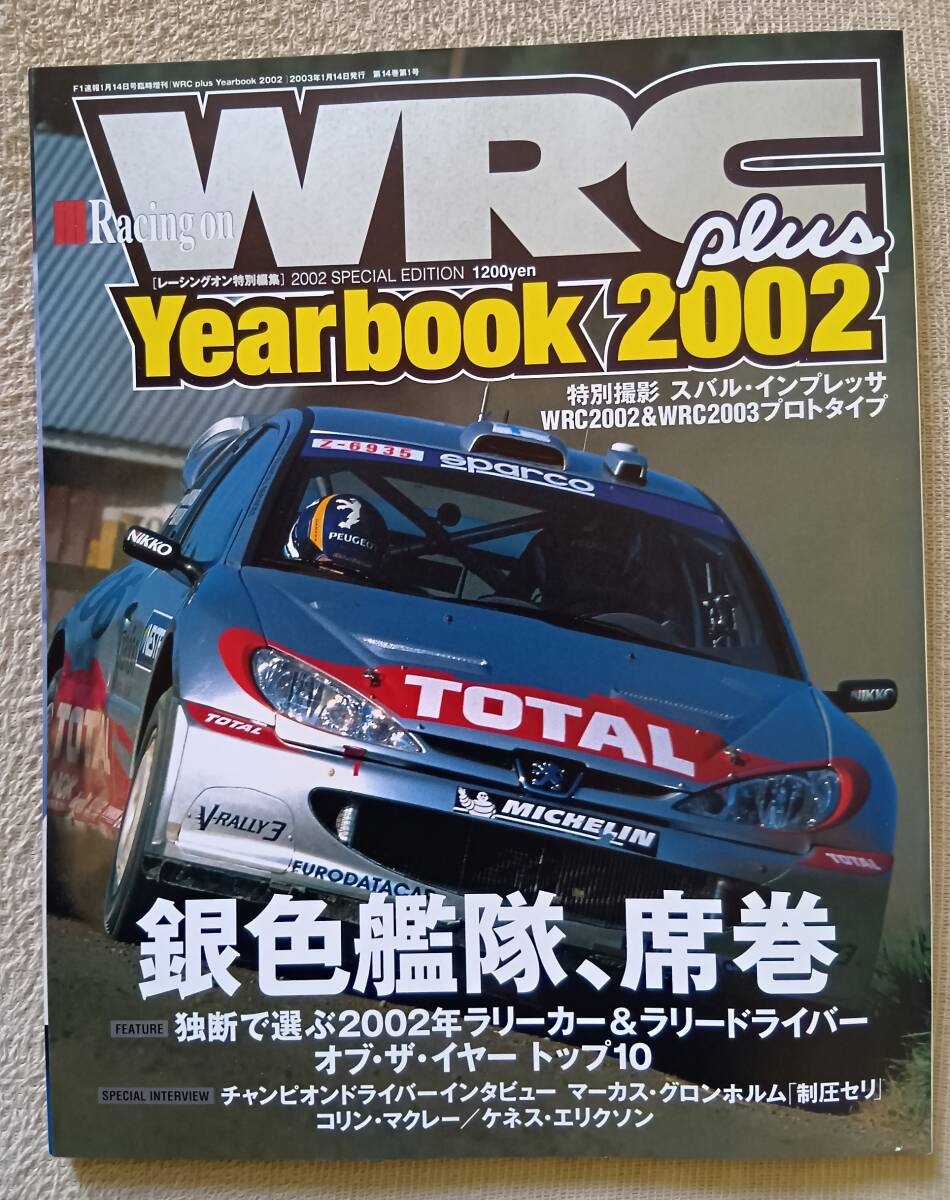 F1速報1月14日号臨時増刊 | WRC plus Yearbook 2002 | 2003年1月14日発行 第14巻第1号
WRC
Racing on
plus
[レーシングオン特別編集] 2002 SPECIAL EDITION 1200yen
Yearbook 2002
特別撮影 スバル・インプレッサ
WRC2002&WRC2003プロトタイプ
Z-6935
sparco
PEUGEOT
NIKKO
NIKKO
TOTAL
TOTAL
TOTAL
MICHELIN
V-RALLY3
TOTAL
EURODATACAR
銀色艦隊、席巻
FEATURE 独断で選ぶ2002年ラリーカー&ラリードライバー
オブ・ザ・イヤー トップ10
SPECIAL INTERVIEW チャンピオンドライバーインタビュー マーカス・グロンホルム「制圧セリ」
コリン・マクレー/ケネス・エリクソン